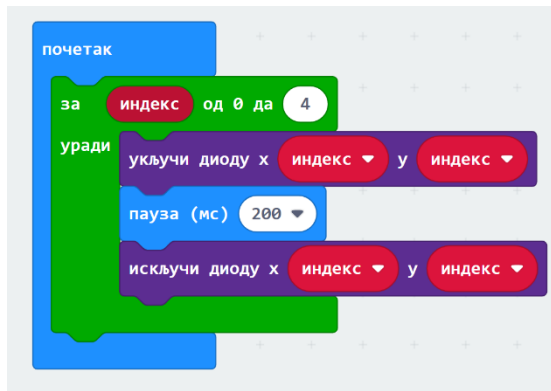 почетак
за индекс од 0 да 4
уради
укључи диоду x индекс y индекс
пауза (мс) 200
искључи диоду x индекс y индекс